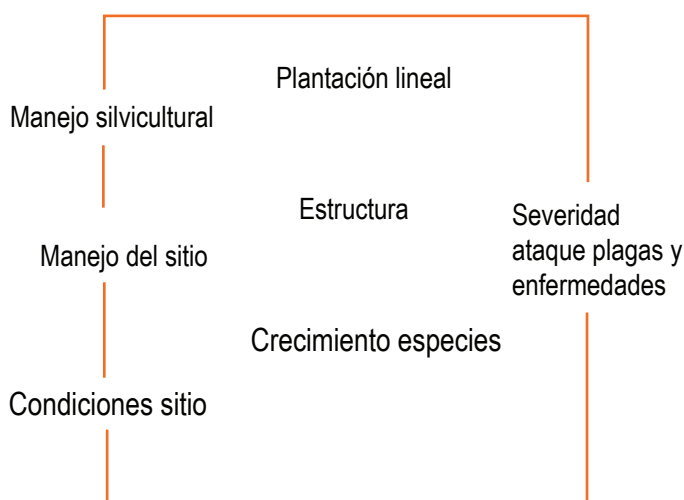 Plantación lineal
Manejo silvicultural
Estructura
Severidad
ataque plagas y
enfermedades
Manejo del sitio
Crecimiento especies
Condiciones sitio